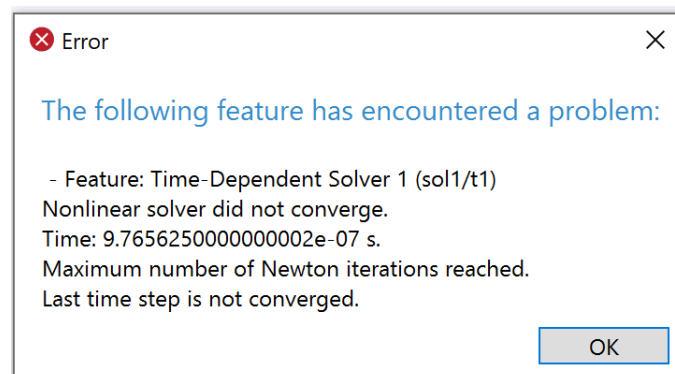 Error
The following feature has encountered a problem:
- Feature: Time-Dependent Solver 1 (sol1/t1)
Nonlinear solver did not converge.
Time: 9.7656250000000002e-07 s.
Maximum number of Newton iterations reached.
Last time step is not converged.
OK